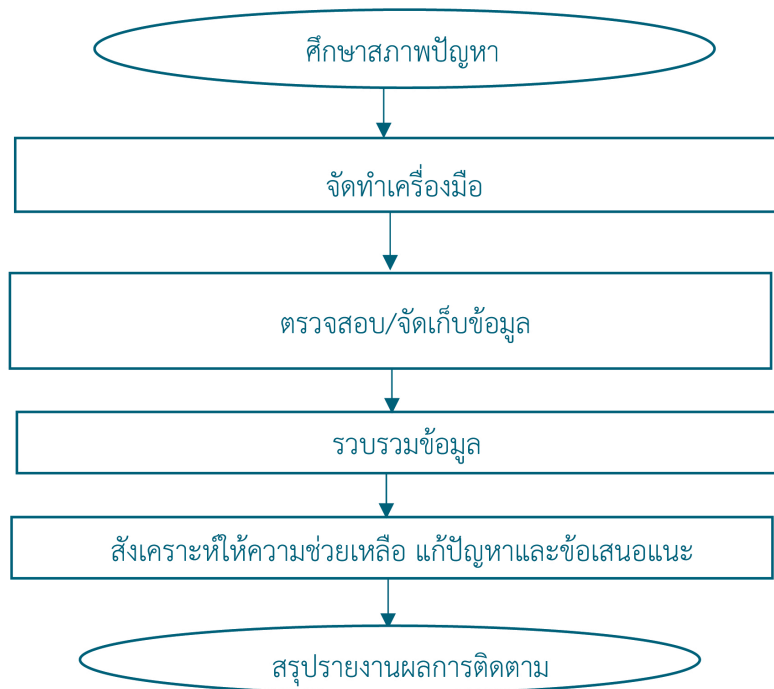 ศึกษาสภาพปัญหา
จัดทำเครื่องมือ
ตรวจสอบ/จัดเก็บข้อมูล
รวบรวมข้อมูล
สังเคราะห์ให้ความช่วยเหลือ แก้ปัญหาและข้อเสนอแนะ
สรุปรายงานผลการติดตาม